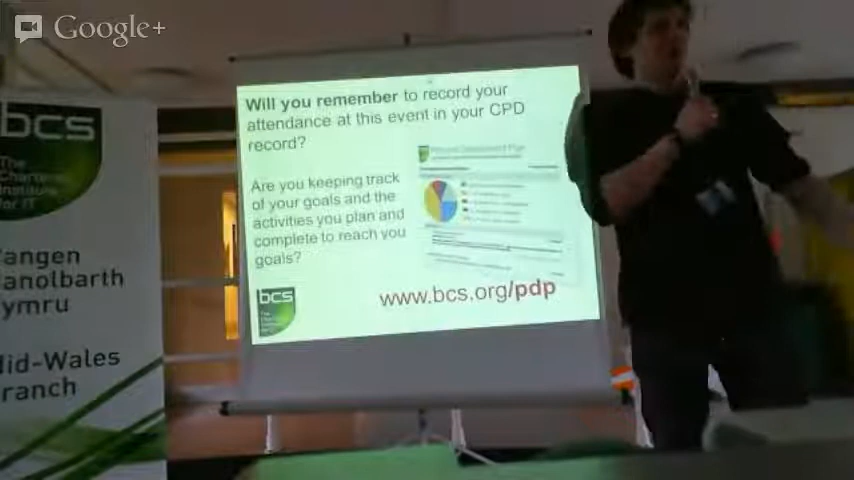 Google+
bcs
The
Institute
for IT
angen
anolbarth
ymru
id-Wales
ranch
Will you remember to record your
attendance at this event in your CPD
record?
Are you keeping track
of your goals and the
activities you plan and
complete to reach you
goals?
bcs
The
www.bcs.org/pdp